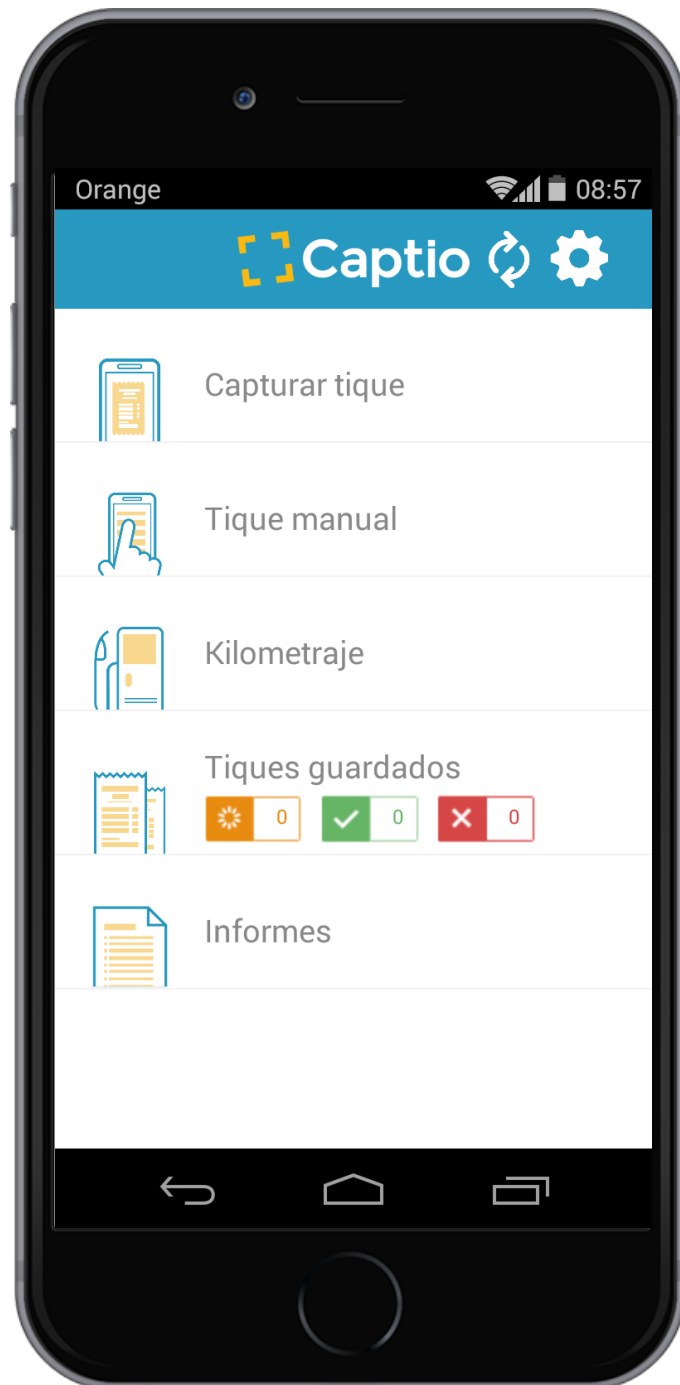 Orange 08:57
Captio
Capturar tique
Tique manual
Kilometraje
Tiques guardados
0 0 0
Informes